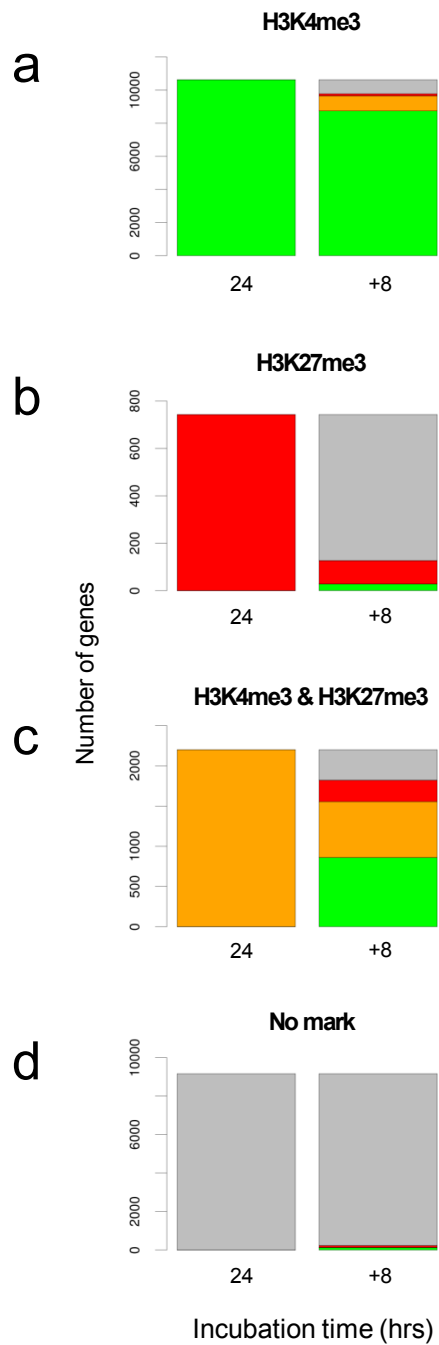 H3K4me3
a
10000
6000
2000
0
24
+8
H3K27me3
b
800
600
400
200
0
24
+8
Number of genes
H3K4me3 & H3K27me3
c
2000
1000
500
0
24
+8
No mark
d
10000
6000
2000
0
24
+8
Incubation time (hrs)